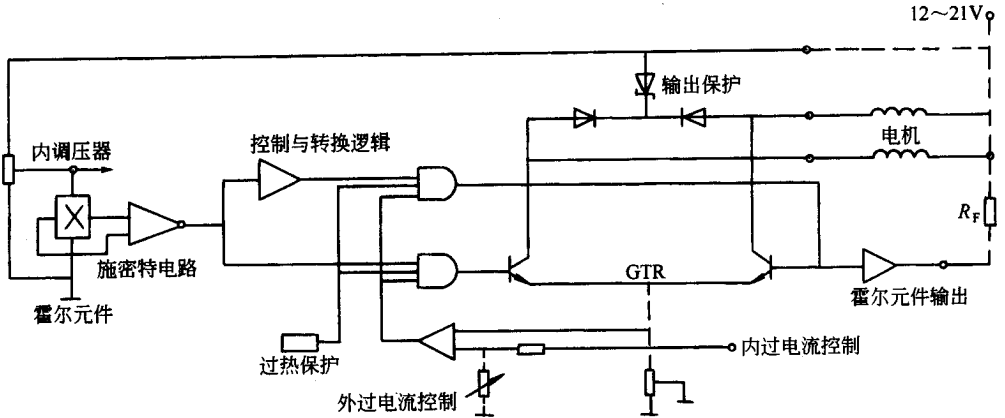 12～21V
输出保护
内调压器
控制与转换逻辑
电机
R_F
施密特电路
GTR
霍尔元件输出
霍尔元件
过热保护
内过电流控制
外过电流控制